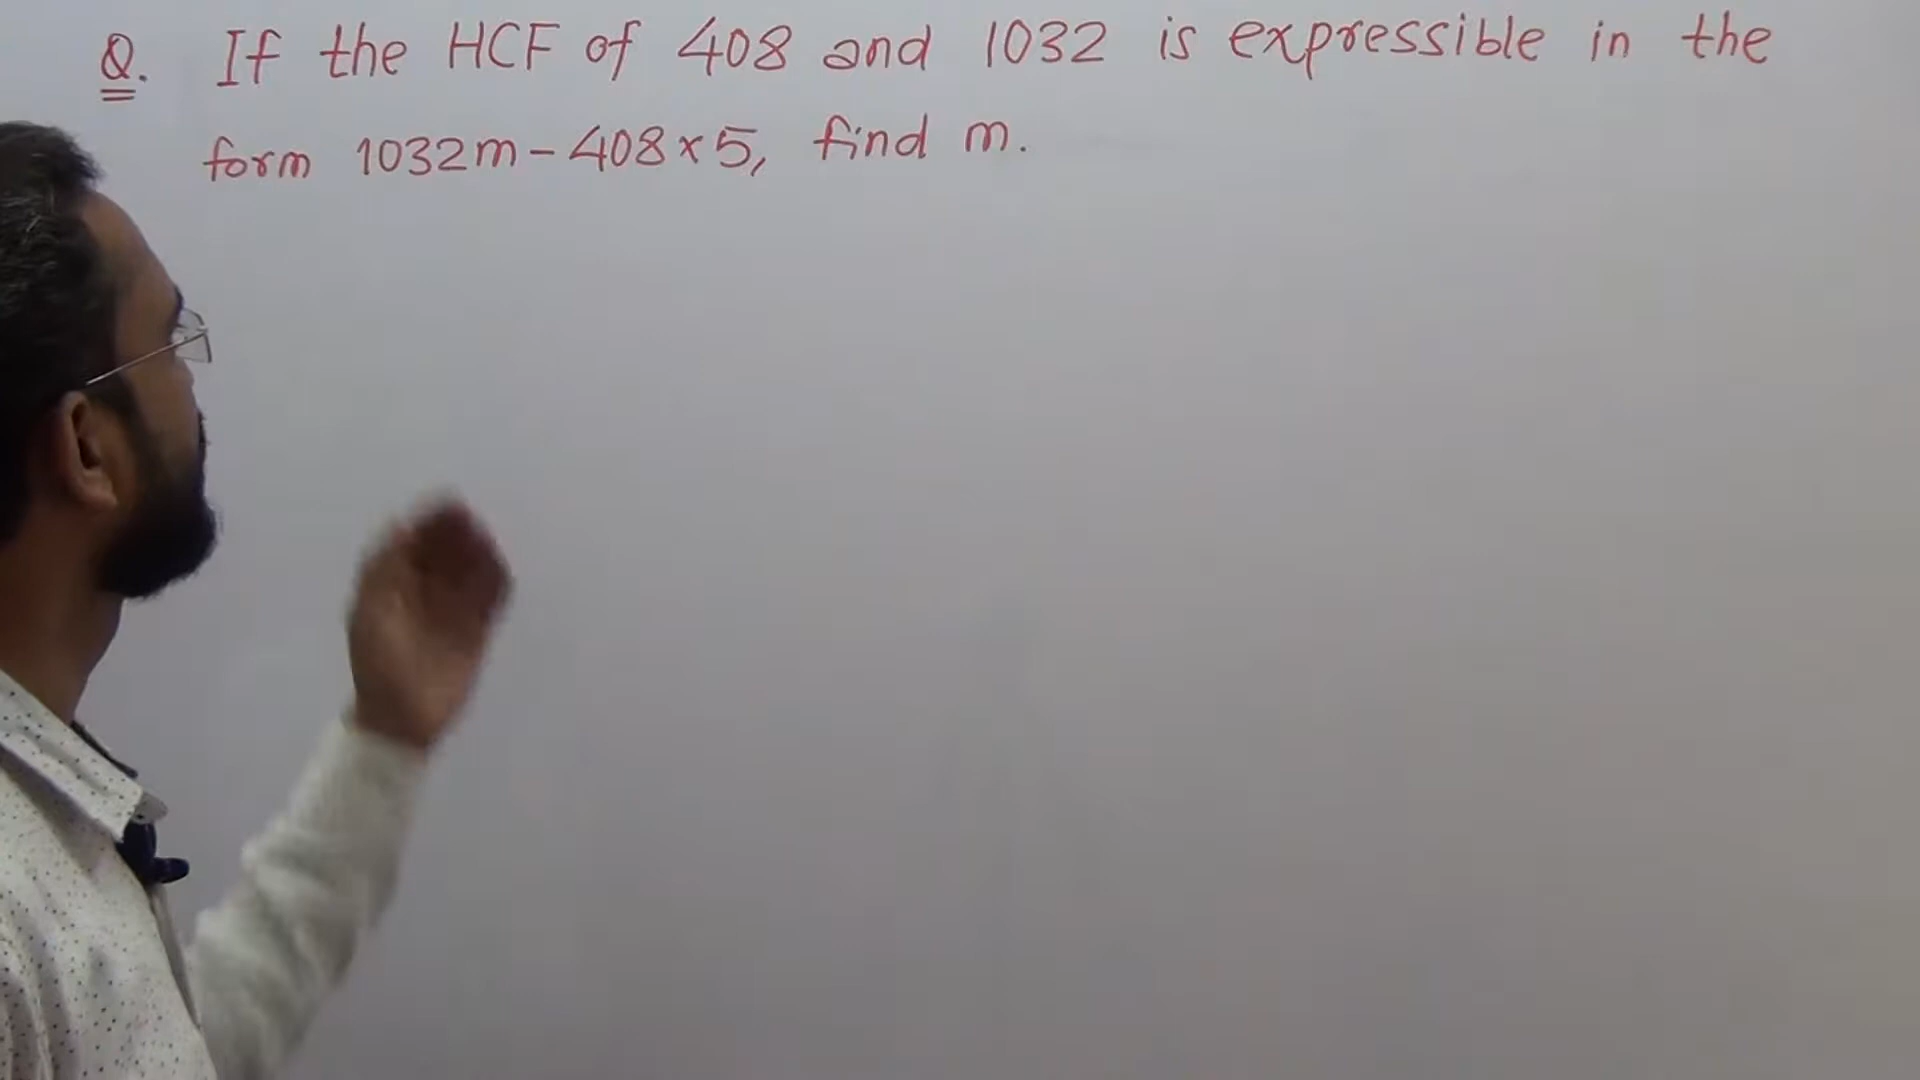 Q. If the HCF of 408 and 1032 is expressible in the
form 1032m - 408 × 5, find m.